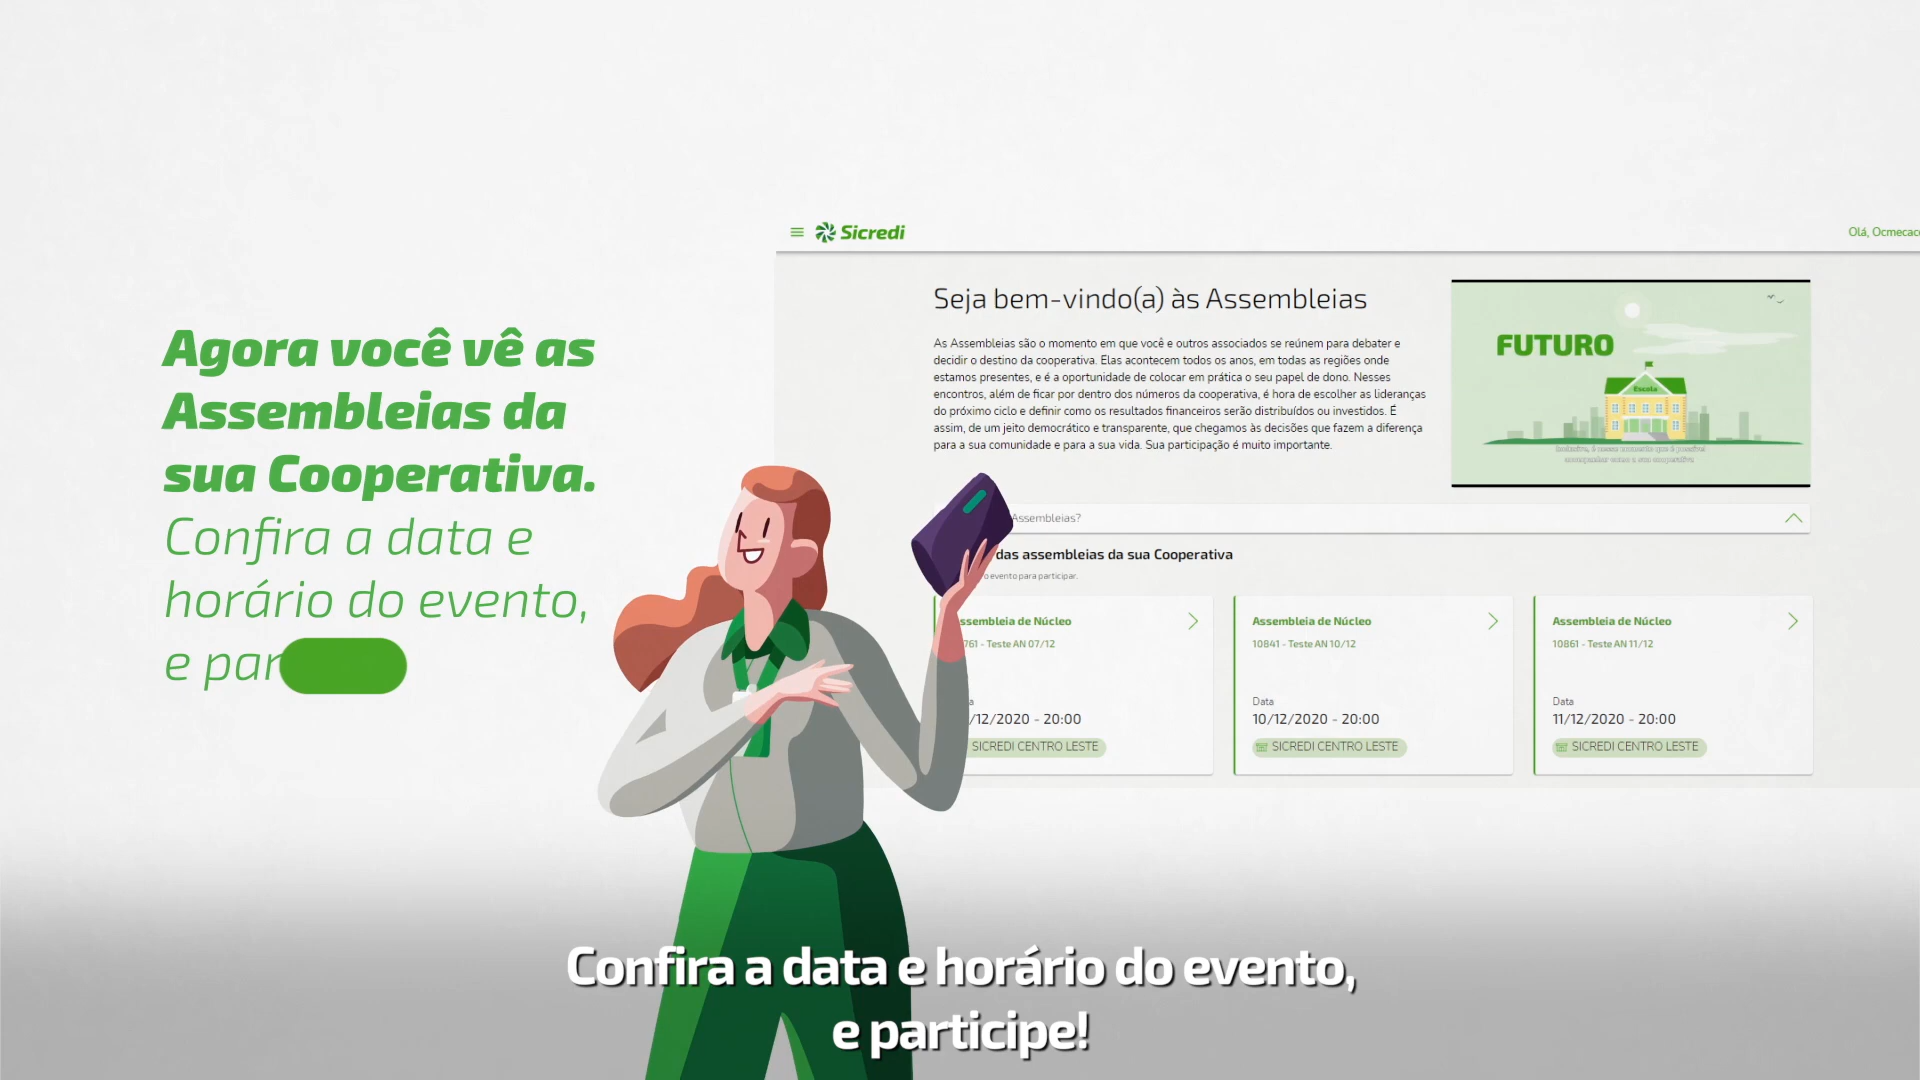 Sicredi
Olá, Ocmecac
Agora você vê as
Assembleias da
sua Cooperativa.
Confira a data e
horário do evento,
e par
Seja bem-vindo(a) às Assembleias
As Assembleias são o momento em que você e outros associados se reúnem para debater e
decidir o destino da cooperativa. Elas acontecem todos os anos, em todas as regiões onde
estamos presentes, e é a oportunidade de colocar em prática o seu papel de dono. Nesses
encontros, além de ficar por dentro dos números da cooperativa, é hora de escolher as lideranças
do próximo ciclo e definir como os resultados financeiros serão distribuídos ou investidos. É
assim, de um jeito democrático e transparente, que chegamos às decisões que fazem a diferença
para a sua comunidade e para a sua vida. Sua participação é muito importante.
FUTURO
Escola
Assembleias?
das assembleias da sua Cooperativa
o evento para participar.
ssembleia de Núcleo
761 - Teste AN 07/12
a
/12/2020 - 20:00
SICREDI CENTRO LESTE
Assembleia de Núcleo
10841 - Teste AN 10/12
Data
10/12/2020 - 20:00
SICREDI CENTRO LESTE
Assembleia de Núcleo
10861 - Teste AN 11/12
Data
11/12/2020 - 20:00
SICREDI CENTRO LESTE
Confira a data e horário do evento,
e participe!